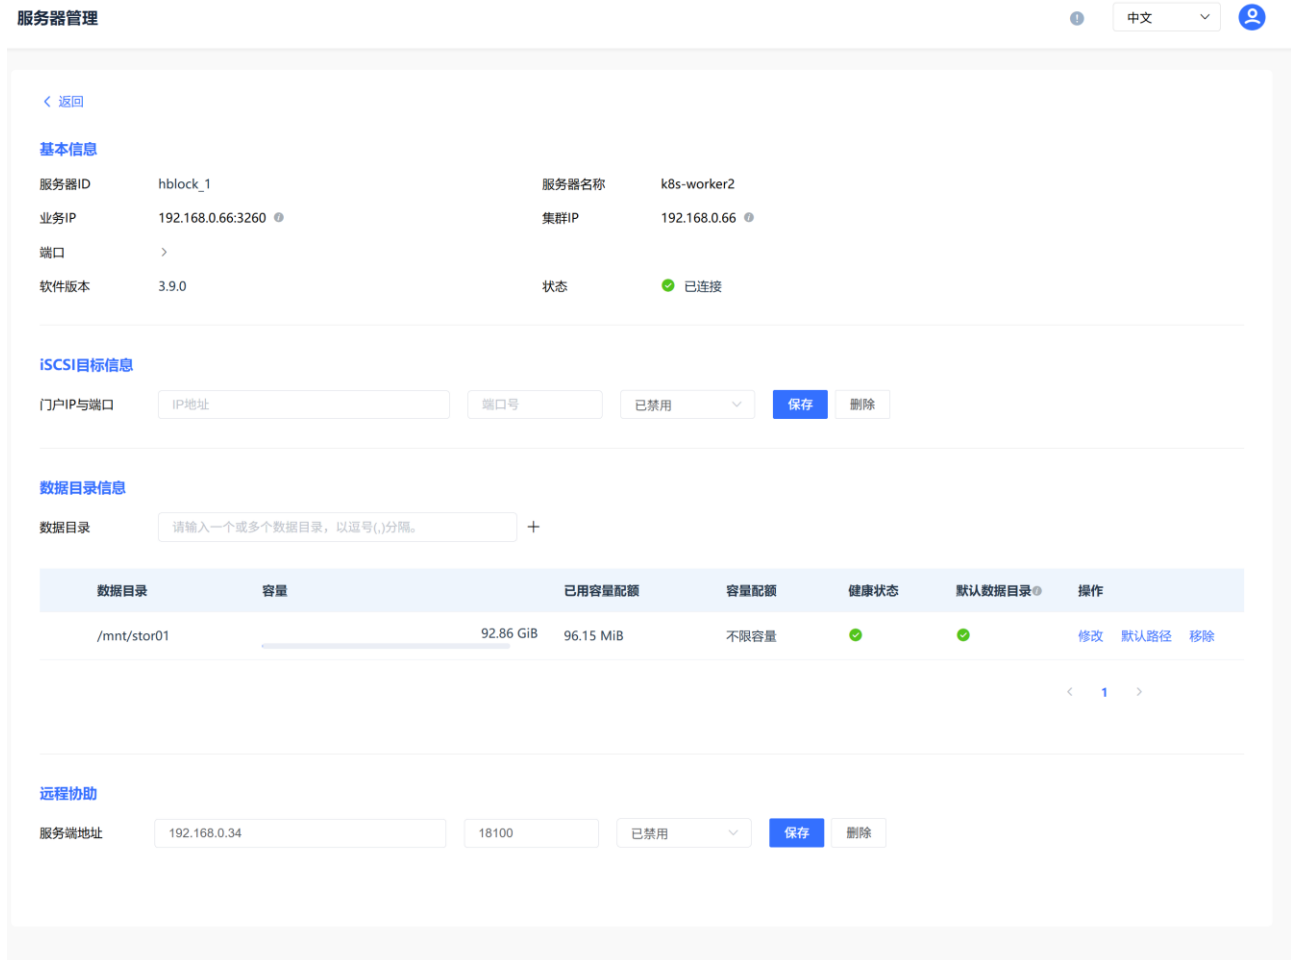 服务器管理
中文
返回
基本信息
服务器ID hblock_1 服务器名称 k8s-worker2
业务IP 192.168.0.66:3260 集群IP 192.168.0.66
端口
软件版本 3.9.0 状态 已连接
iSCSI目标信息
门户IP与端口 IP地址 端口号 已禁用 保存 删除
数据目录信息
数据目录 请输入一个或多个数据目录，以逗号(,)分隔。
数据目录 容量 已用容量配额 容量配额 健康状态 默认数据目录 操作
/mnt/stor01 92.86 GiB 96.15 MiB 不限容量 修改 默认路径 移除
1
远程协助
服务端地址 192.168.0.34 18100 已禁用 保存 删除